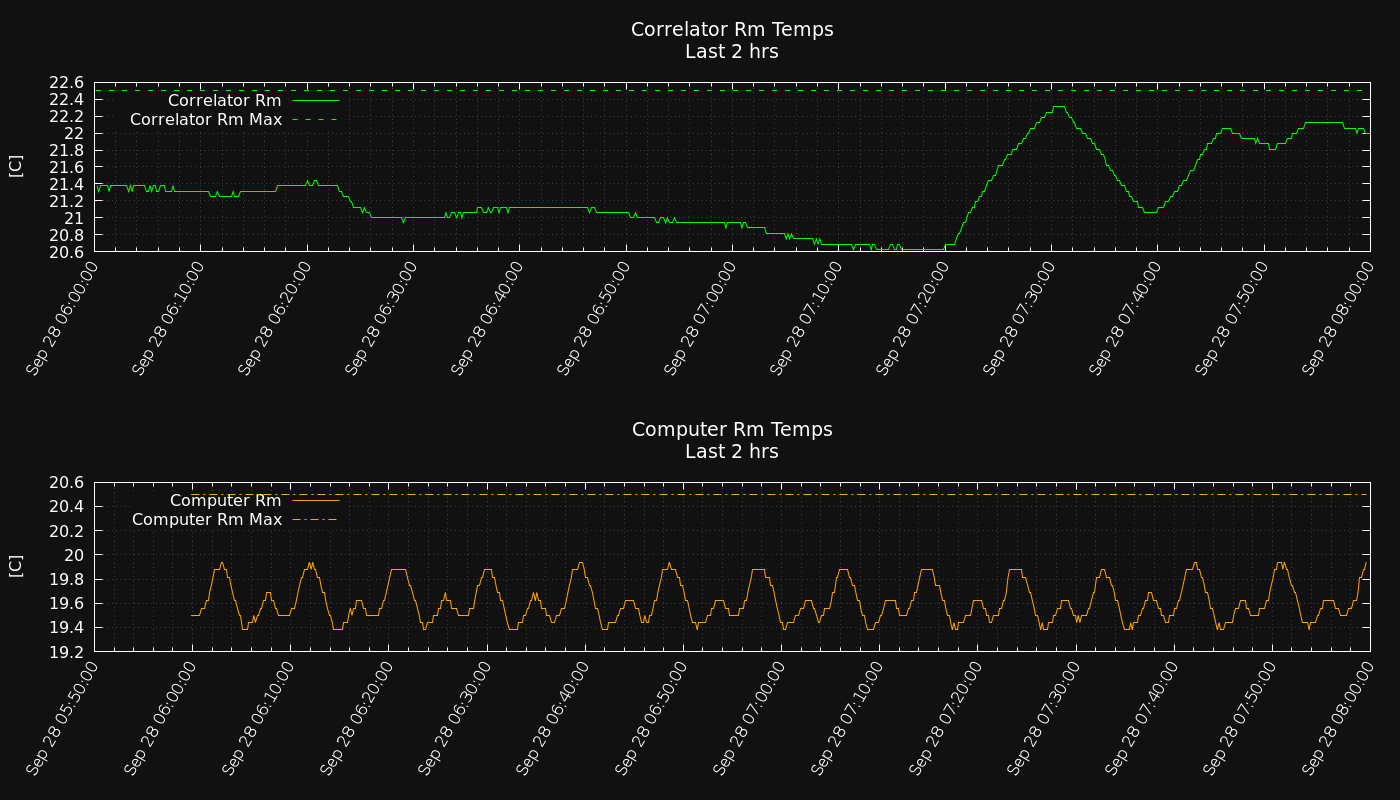 Correlator Rm Temps
Last 2 hrs
22.6
22.4
22.2
22
21.8
21.6
21.4
21.2
21
20.8
20.6
[C]
Correlator Rm
Correlator Rm Max
Sep 28 06:00:00
Sep 28 06:10:00
Sep 28 06:20:00
Sep 28 06:30:00
Sep 28 06:40:00
Sep 28 06:50:00
Sep 28 07:00:00
Sep 28 07:10:00
Sep 28 07:20:00
Sep 28 07:30:00
Sep 28 07:40:00
Sep 28 07:50:00
Sep 28 08:00:00
Computer Rm Temps
Last 2 hrs
20.6
20.4
20.2
20
19.8
19.6
19.4
19.2
[C]
Computer Rm
Computer Rm Max
Sep 28 05:50:00
Sep 28 06:00:00
Sep 28 06:10:00
Sep 28 06:20:00
Sep 28 06:30:00
Sep 28 06:40:00
Sep 28 06:50:00
Sep 28 07:00:00
Sep 28 07:10:00
Sep 28 07:20:00
Sep 28 07:30:00
Sep 28 07:40:00
Sep 28 07:50:00
Sep 28 08:00:00